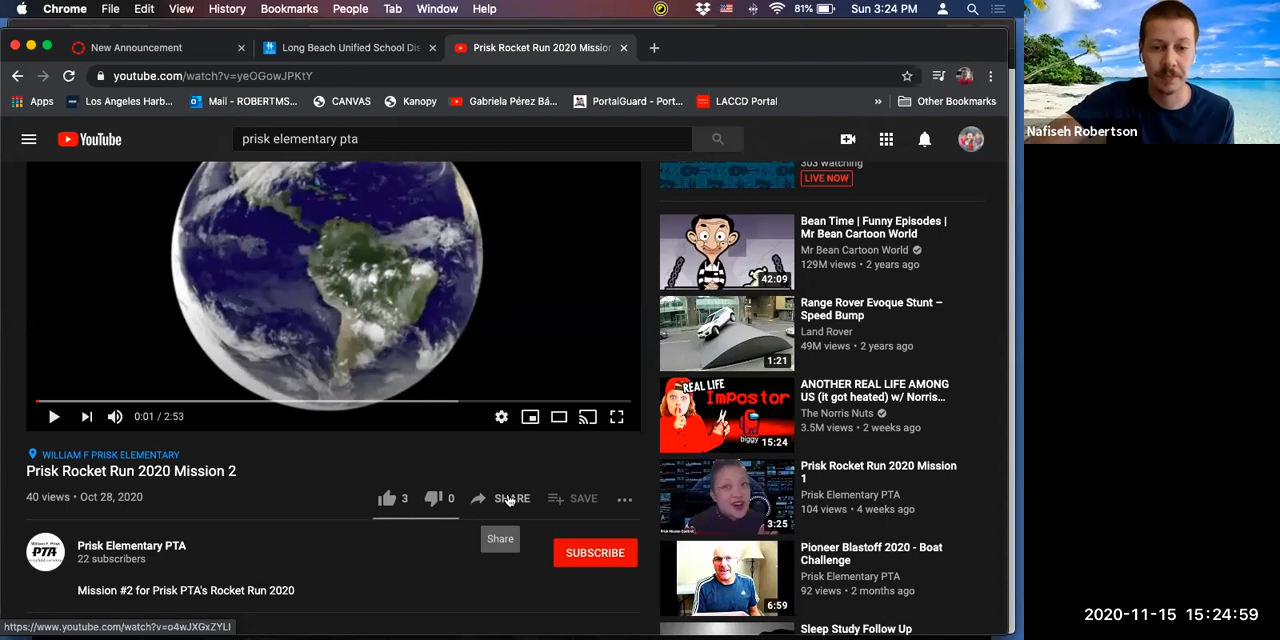 Chrome File Edit View History Bookmarks People Tab Window Help 81% Sun 3:24 PM
New Announcement
Long Beach Unified School Dis
Prisk Rocket Run 2020 Mission
youtube.com/watch?v=yeOGowJPKtY
Apps Los Angeles Harb... Mail - ROBERTMS... CANVAS Kanopy Gabriela Pérez Bá... PortalGuard - Port... LACCD Portal » Other Bookmarks
YouTube
prisk elementary pta
Nafiseh Robertson
303 watching
LIVE NOW
Bean Time | Funny Episodes |
Mr Bean Cartoon World
Mr Bean Cartoon World
129M views • 2 years ago
42:09
Range Rover Evoque Stunt –
Speed Bump
Land Rover
49M views • 2 years ago
1:21
REAL LIFE
Impostor
biggy
15:24
ANOTHER REAL LIFE AMONG
US (it got heated) w/ Norris...
The Norris Nuts
3.5M views • 2 weeks ago
0:01 / 2:53
WILLIAM F PRISK ELEMENTARY
Prisk Rocket Run 2020 Mission 2
40 views • Oct 28, 2020
3 0 SHARE SAVE
Share
Prisk Rocket Run 2020 Mission
1
Prisk Elementary PTA
104 views • 4 weeks ago
3:25
PTA
Prisk Elementary PTA
22 subscribers
SUBSCRIBE
Mission #2 for Prisk PTA's Rocket Run 2020
Pioneer Blastoff 2020 - Boat
Challenge
Prisk Elementary PTA
92 views • 2 months ago
6:59
Sleep Study Follow Up
https://www.youtube.com/watch?v=o4wJXGxZYLI
2020-11-15 15:24:59